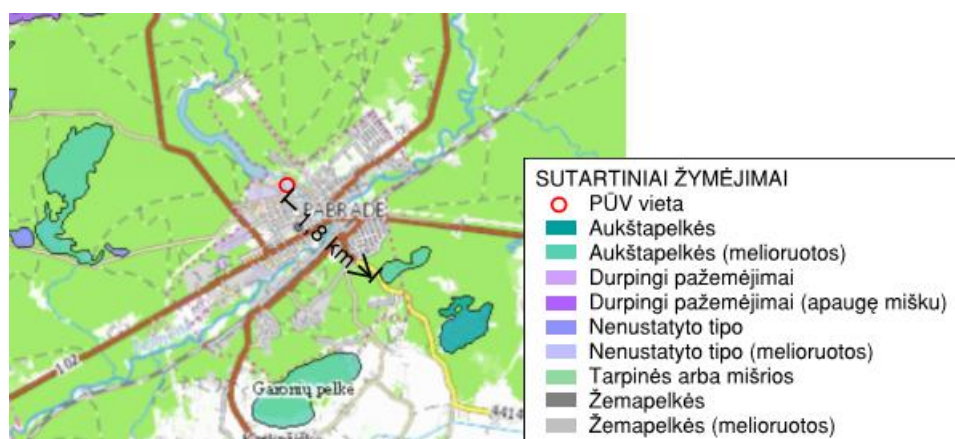 PABRADĖ
1,8 km
102
Gaionių pelkė
4414
SUTARTINIAI ŽYMĖJIMAI
PŪV vieta
Aukštapelkės
Aukštapelkės (melioruotos)
Durpingi pažemėjimai
Durpingi pažemėjimai (apaugę mišku)
Nenustatyto tipo
Nenustatyto tipo (melioruotos)
Tarpinės arba mišrios
Žemapelkės
Žemapelkės (melioruotos)